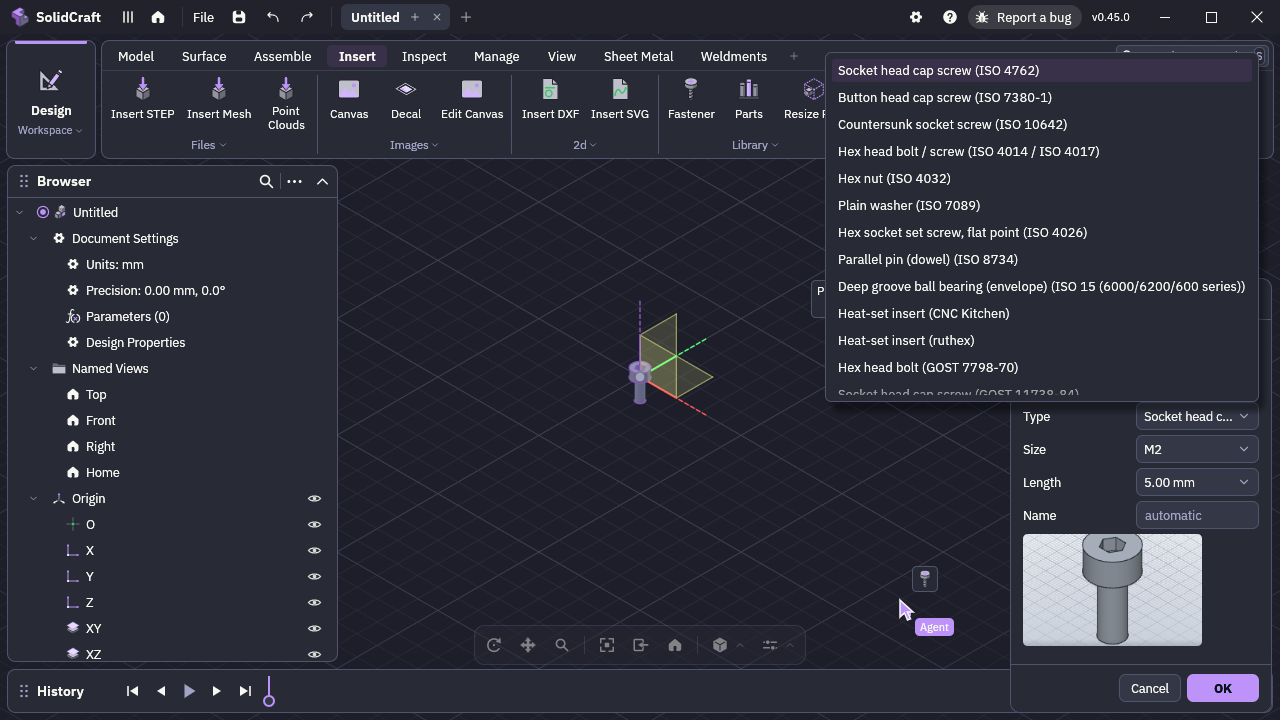 SolidCraft
File
Untitled
Report a bug
v0.45.0
Design
Workspace
Model
Surface
Assemble
Insert
Inspect
Manage
View
Sheet Metal
Weldments
Insert STEP
Insert Mesh
Point Clouds
Files
Canvas
Decal
Edit Canvas
Images
Insert DXF
Insert SVG
2d
Fastener
Parts
Library
Socket head cap screw (ISO 4762)
Button head cap screw (ISO 7380-1)
Countersunk socket screw (ISO 10642)
Hex head bolt / screw (ISO 4014 / ISO 4017)
Hex nut (ISO 4032)
Plain washer (ISO 7089)
Hex socket set screw, flat point (ISO 4026)
Parallel pin (dowel) (ISO 8734)
Deep groove ball bearing (envelope) (ISO 15 (6000/6200/600 series))
Heat-set insert (CNC Kitchen)
Heat-set insert (ruthex)
Hex head bolt (GOST 7798-70)
Socket head cap screw (GOST 11738-84)
Browser
Untitled
Document Settings
Units: mm
Precision: 0.00 mm, 0.0°
Parameters (0)
Design Properties
Named Views
Top
Front
Right
Home
Origin
O
X
Y
Z
XY
XZ
Type
Socket head c...
Size
M2
Length
5.00 mm
Name
automatic
Agent
Cancel
OK
History